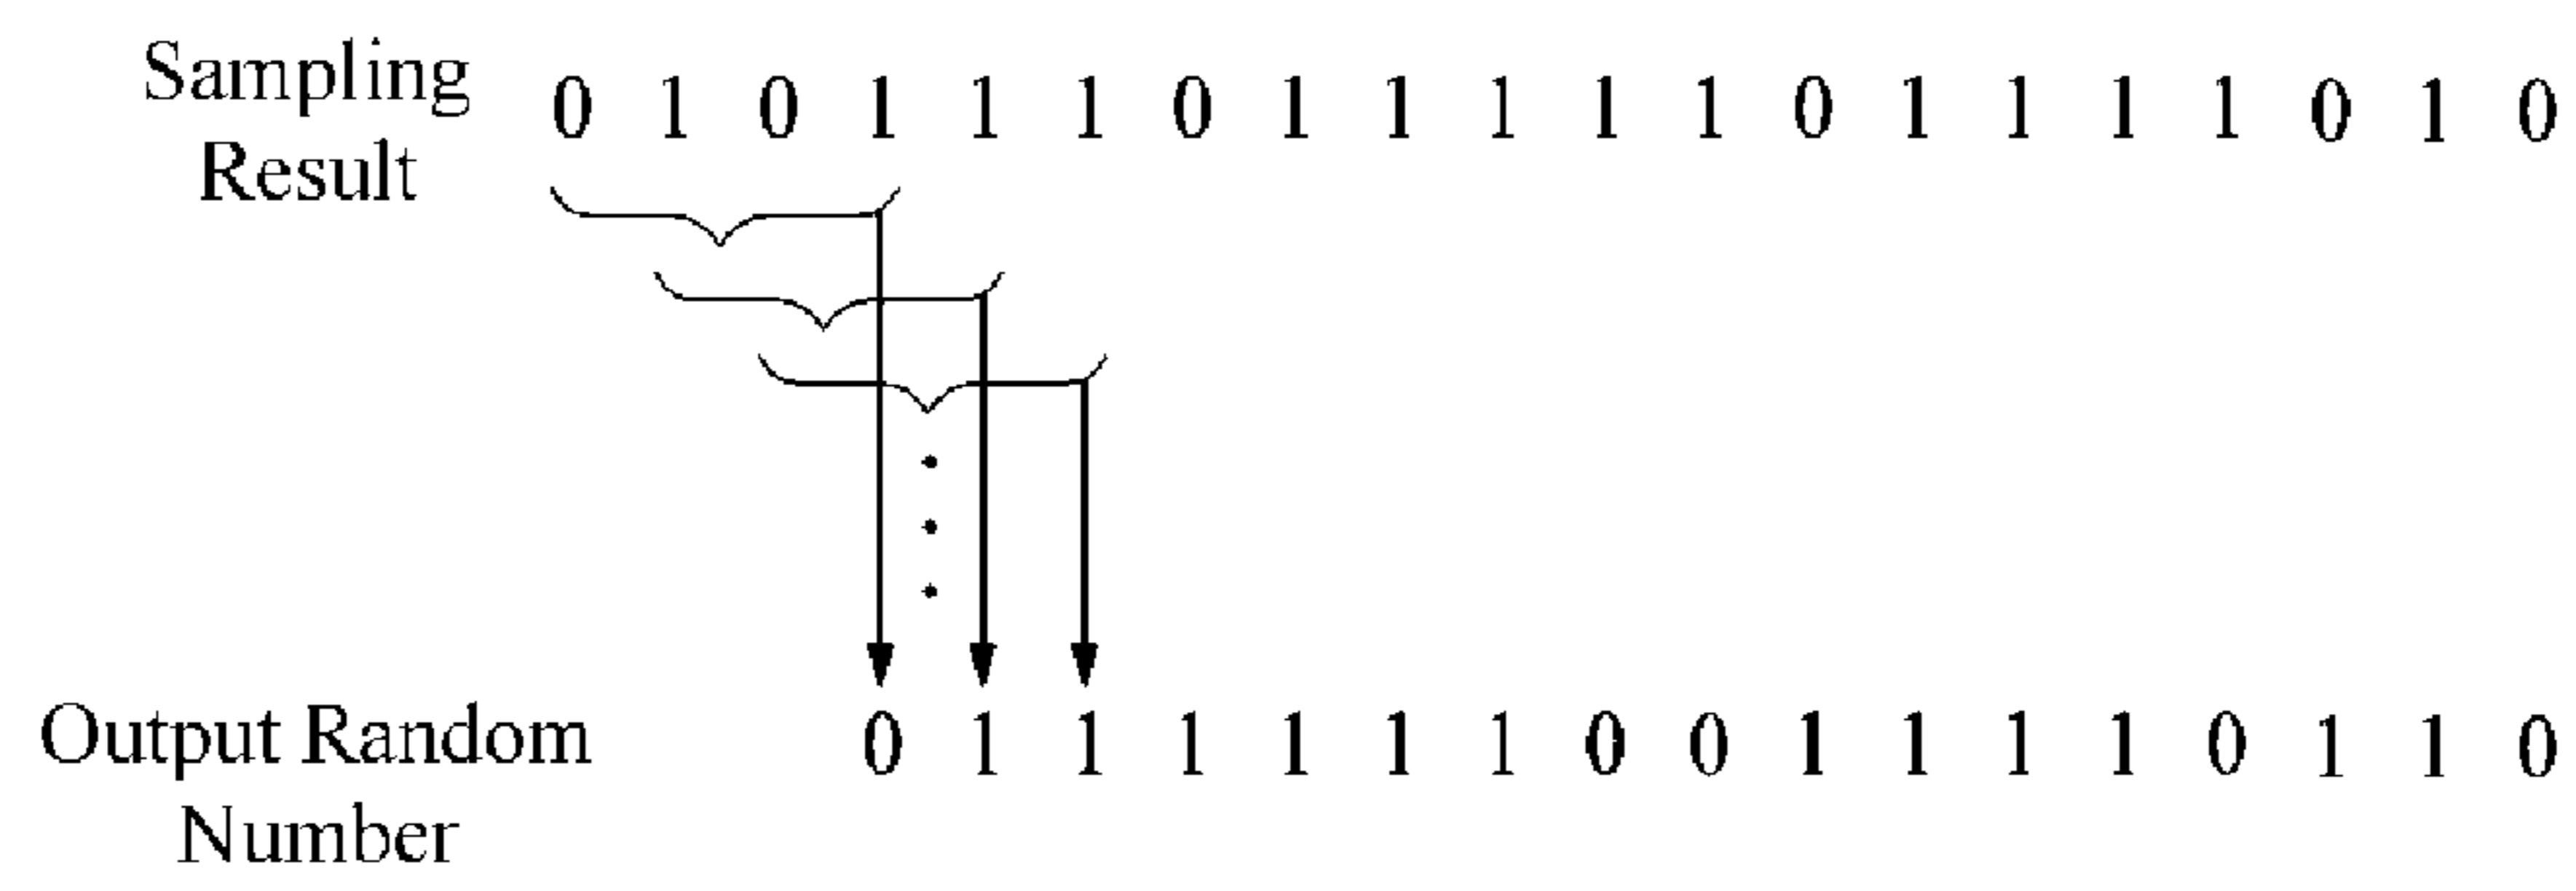 Sampling
Result
0 1 0 1 1 1 0 1 1 1 1 1 0 1 1 1 1 0 1 0
Output Random
Number
0 1 1 1 1 1 1 0 0 1 1 1 1 0 1 1 0